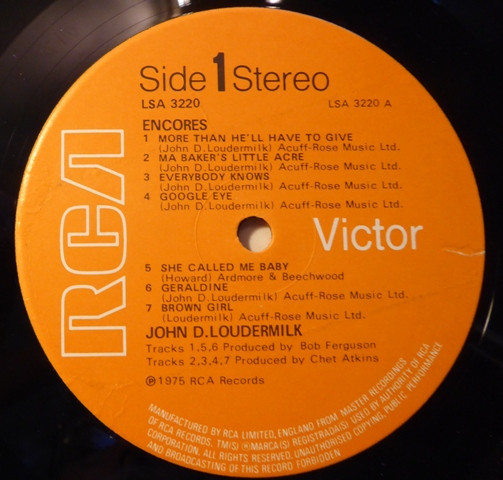 Side 1 Stereo
LSA 3220
LSA 3220 A
ENCORES
1 MORE THAN HE'LL HAVE TO GIVE
(John D.Loudermilk) Acuff-Rose Music Ltd.
2 MA BAKER'S LITTLE ACRE
(John D.Loudermilk) Acuff-Rose Music Ltd.
3 EVERYBODY KNOWS
(John D.Loudermilk) Acuff-Rose Music Ltd.
4 GOOGLE EYE
(John D.Loudermilk) Acuff-Rose Music Ltd.
RCA
Victor
5 SHE CALLED ME BABY
(Howard) Ardmore & Beechwood
6 GERALDINE
(John D.Loudermilk) Acuff-Rose Music Ltd.
7 BROWN GIRL
(Loudermilk) Acuff-Rose Music Ltd.
JOHN D.LOUDERMILK
Tracks 1,5,6 Produced by Bob Ferguson
Tracks 2,3,4,7 Produced by Chet Atkins
℗1975 RCA Records
MANUFACTURED BY RCA LIMITED, ENGLAND FROM MASTER RECORDINGS
OF RCA RECORDS. TM(S) ®MARCA(S) REGISTRADA(S) USED BY AUTHORITY OF RCA
CORPORATION. ALL RIGHTS RESERVED. UNAUTHORISED COPYING, PUBLIC PERFORMANCE
AND BROADCASTING OF THIS RECORD FORBIDDEN